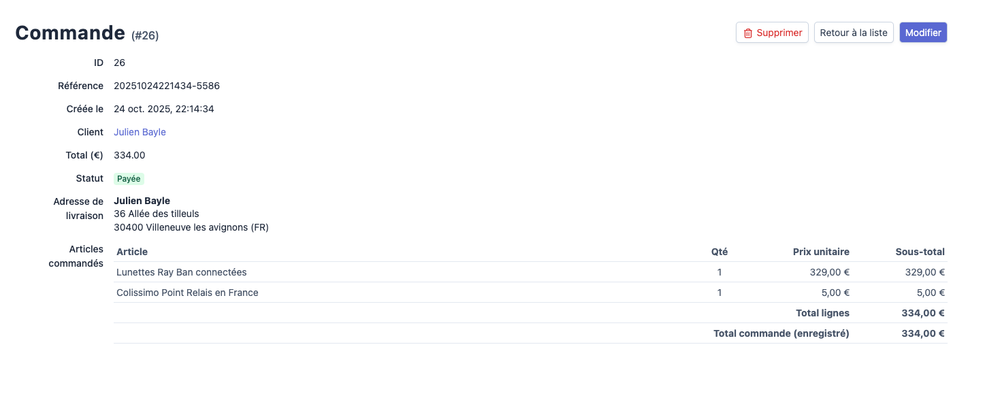 Commande (#26)
Supprimer
Retour à la liste
Modifier
ID 26
Référence 20251024221434-5586
Créée le 24 oct. 2025, 22:14:34
Client Julien Bayle
Total (€) 334.00
Statut Payée
Adresse de livraison
Julien Bayle
36 Allée des tilleuls
30400 Villeneuve les avignons (FR)
Articles commandés
Article Qté Prix unitaire Sous-total
Lunettes Ray Ban connectées 1 329,00 € 329,00 €
Colissimo Point Relais en France 1 5,00 € 5,00 €
Total lignes 334,00 €
Total commande (enregistré) 334,00 €